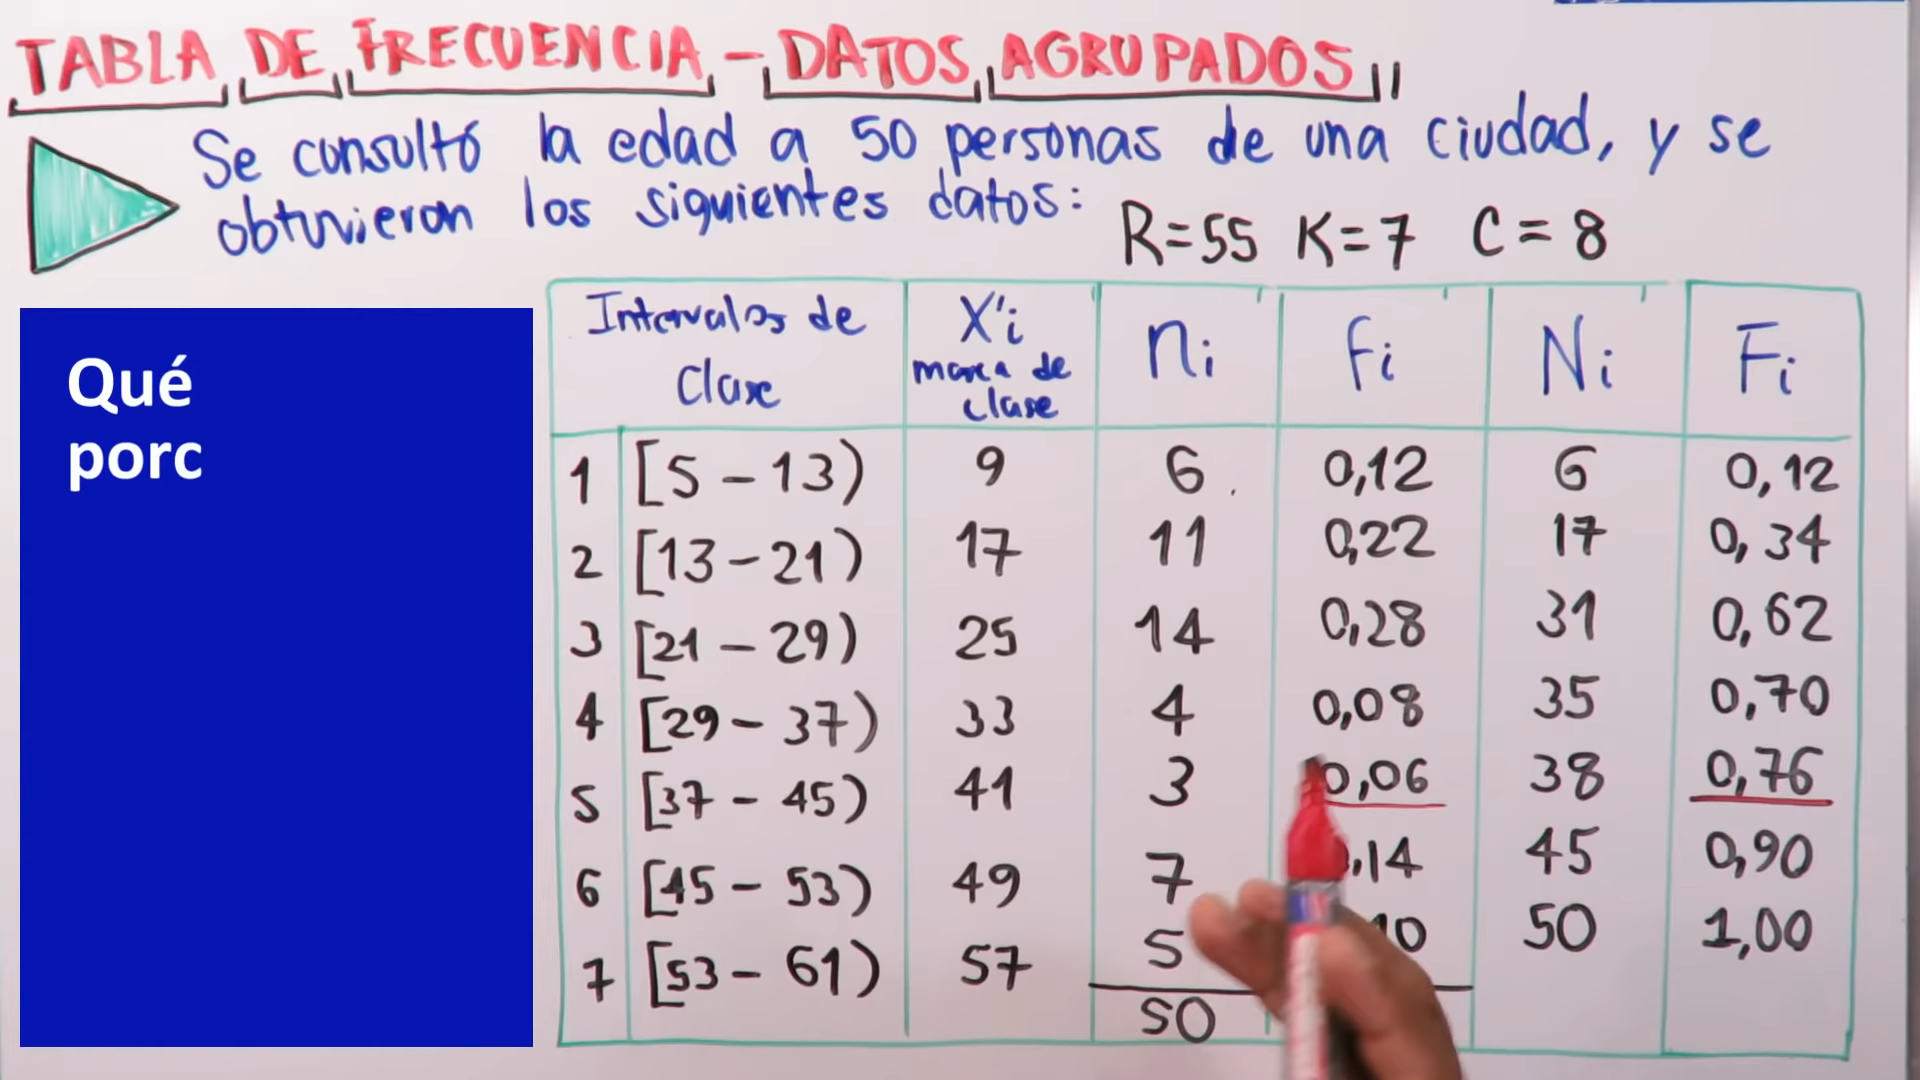 TABLA DE FRECUENCIA - DATOS AGRUPADOS
Se consultó la edad a 50 personas de una ciudad, y se
obtuvieron los siguientes datos:
R=55 K=7 C=8
Qué
porc
Intervalos de Clase X'i marca de clase ni fi Ni Fi
1 [5 - 13) 9 6 0,12 6 0,12
2 [13 - 21) 17 11 0,22 17 0,34
3 [21 - 29) 25 14 0,28 31 0,62
4 [29 - 37) 33 4 0,08 35 0,70
5 [37 - 45) 41 3 0,06 38 0,76
6 [45 - 53) 49 7 ,14 45 0,90
7 [53 - 61) 57 5 10 50 1,00
50